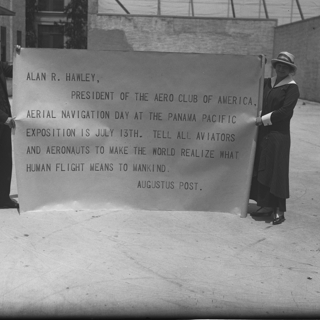 ALAN R. HAWLEY,
PRESIDENT OF THE AERO CLUB OF AMERICA.
AERIAL NAVIGATION DAY AT THE PANAMA PACIFIC
EXPOSITION IS JULY 15TH. TELL ALL AVIATORS
AND AERONAUTS TO MAKE THE WORLD REALIZE WHAT
HUMAN FLIGHT MEANS TO MANKIND.
AUGUSTUS POST.